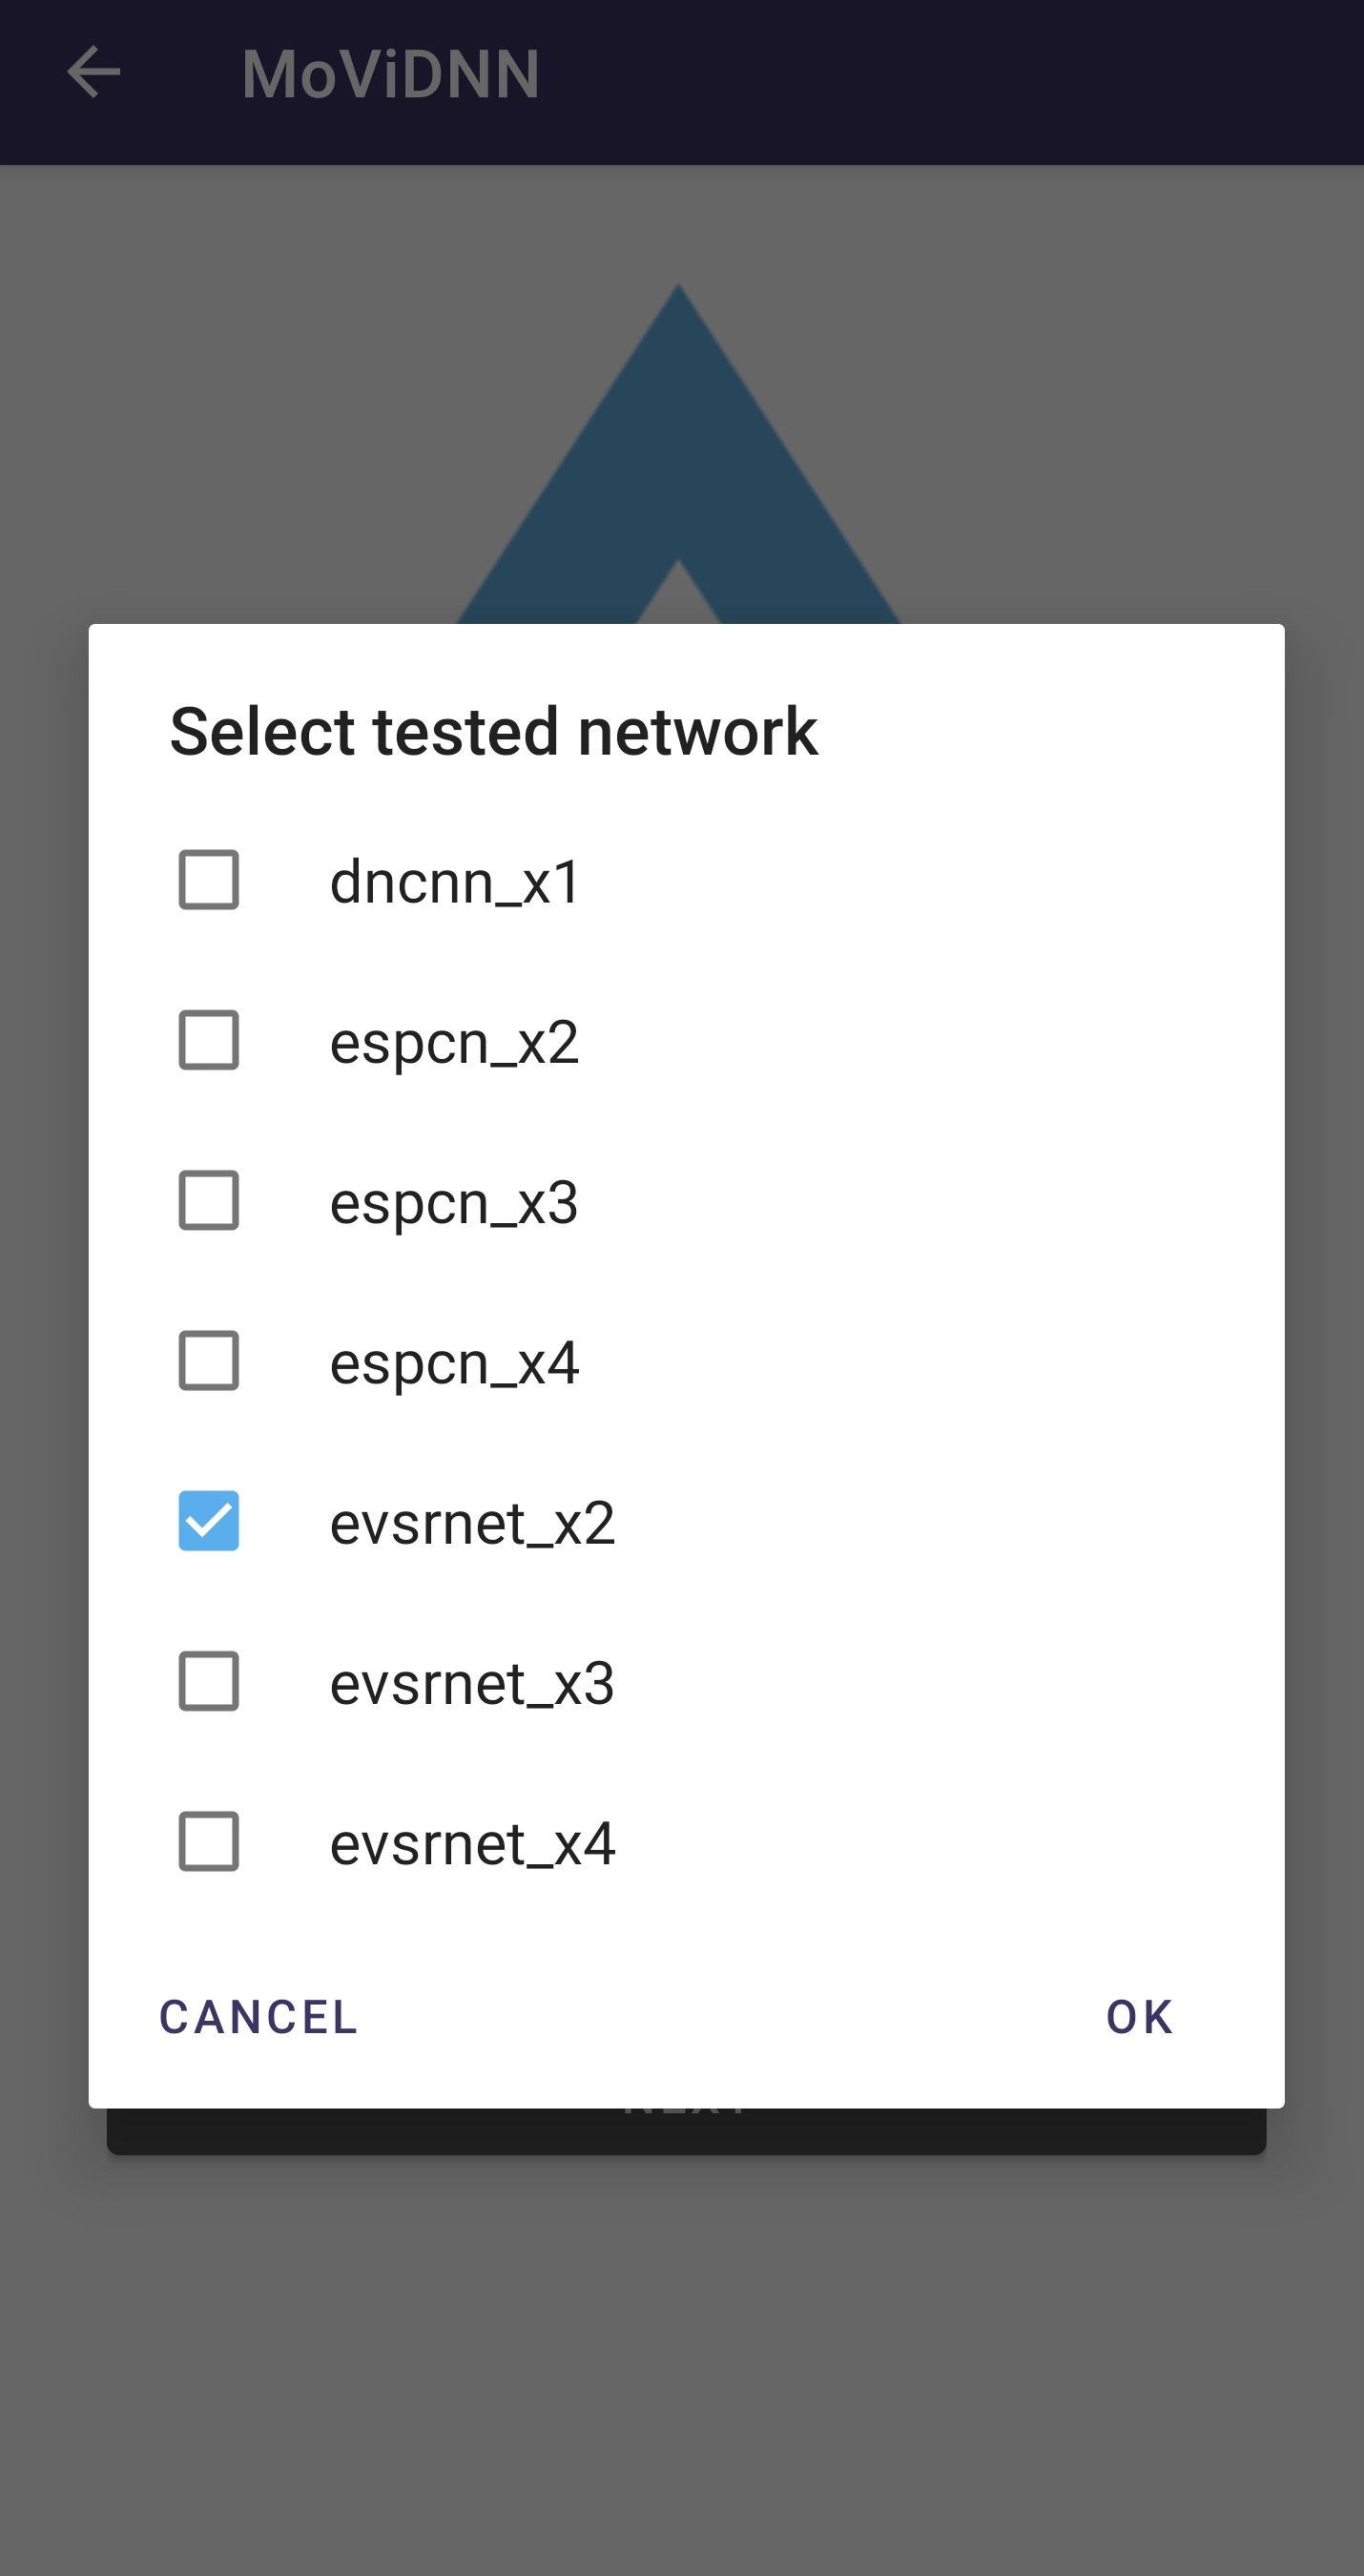 MoViDNN
Select tested network
dncnn_x1
espcn_x2
espcn_x3
espcn_x4
evsrnet_x2
evsrnet_x3
evsrnet_x4
CANCEL
OK